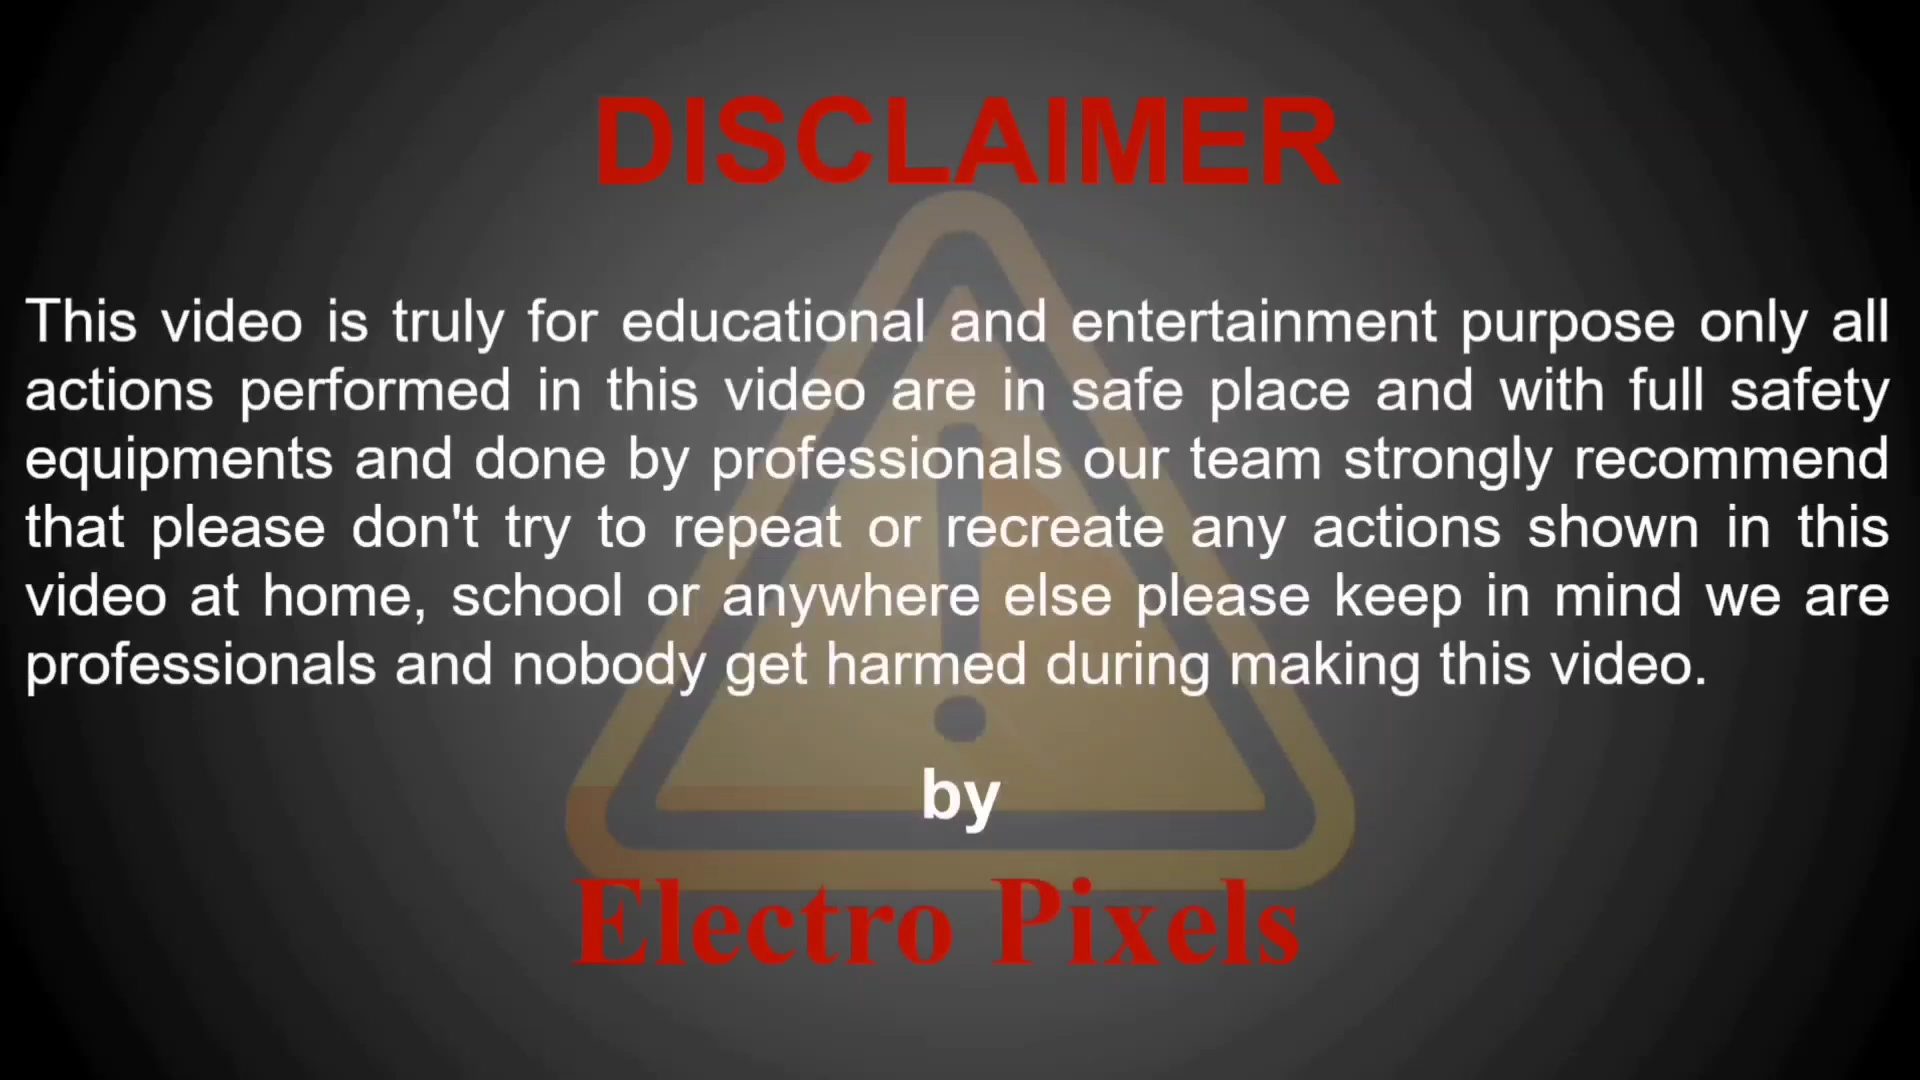 DISCLAIMER
This video is truly for educational and entertainment purpose only all
actions performed in this video are in safe place and with full safety
equipments and done by professionals our team strongly recommend
that please don't try to repeat or recreate any actions shown in this
video at home, school or anywhere else please keep in mind we are
professionals and nobody get harmed during making this video.
by
Electro Pixels